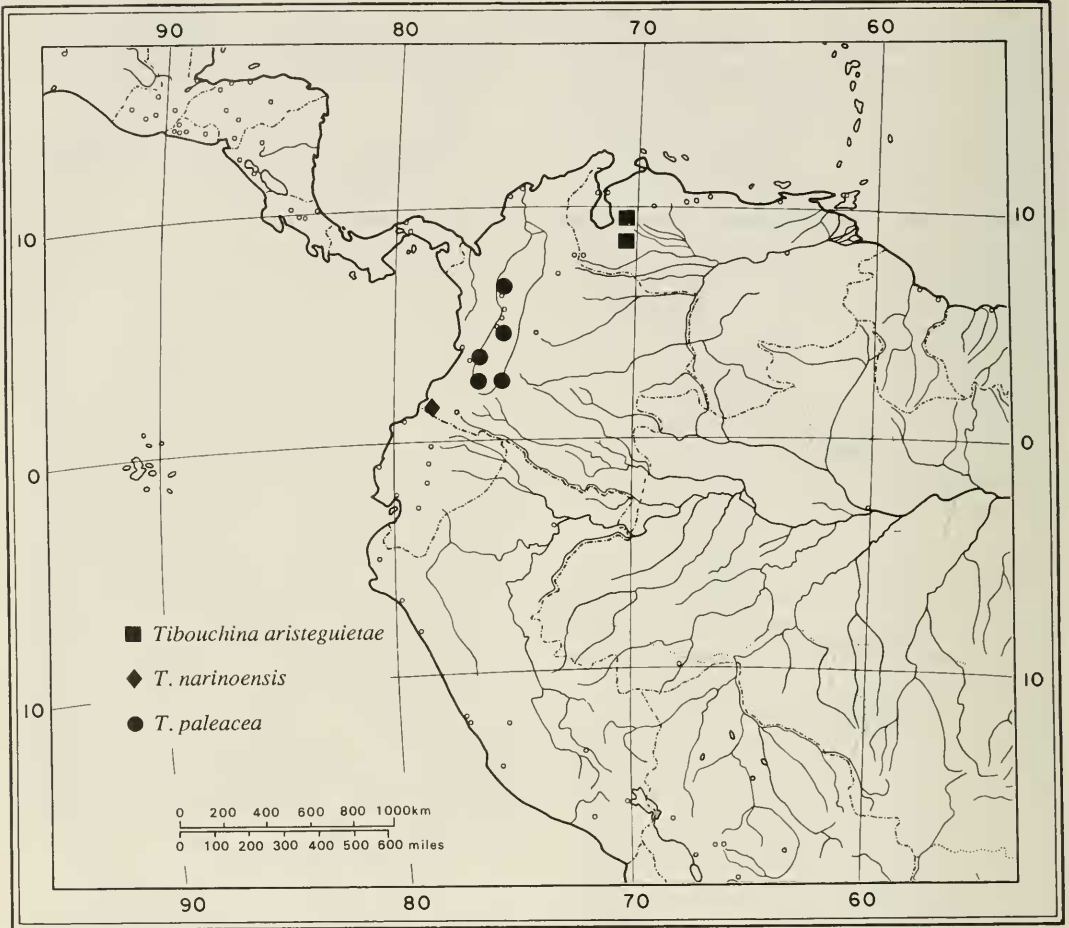 90 80 70 60
10 10
0 0
■ Tibouchina aristeguietae
♦ T. narinoensis
● T. paleacea
10 10
0 200 400 600 800 1000km
0 100 200 300 400 500 600 miles
90 80 70 60